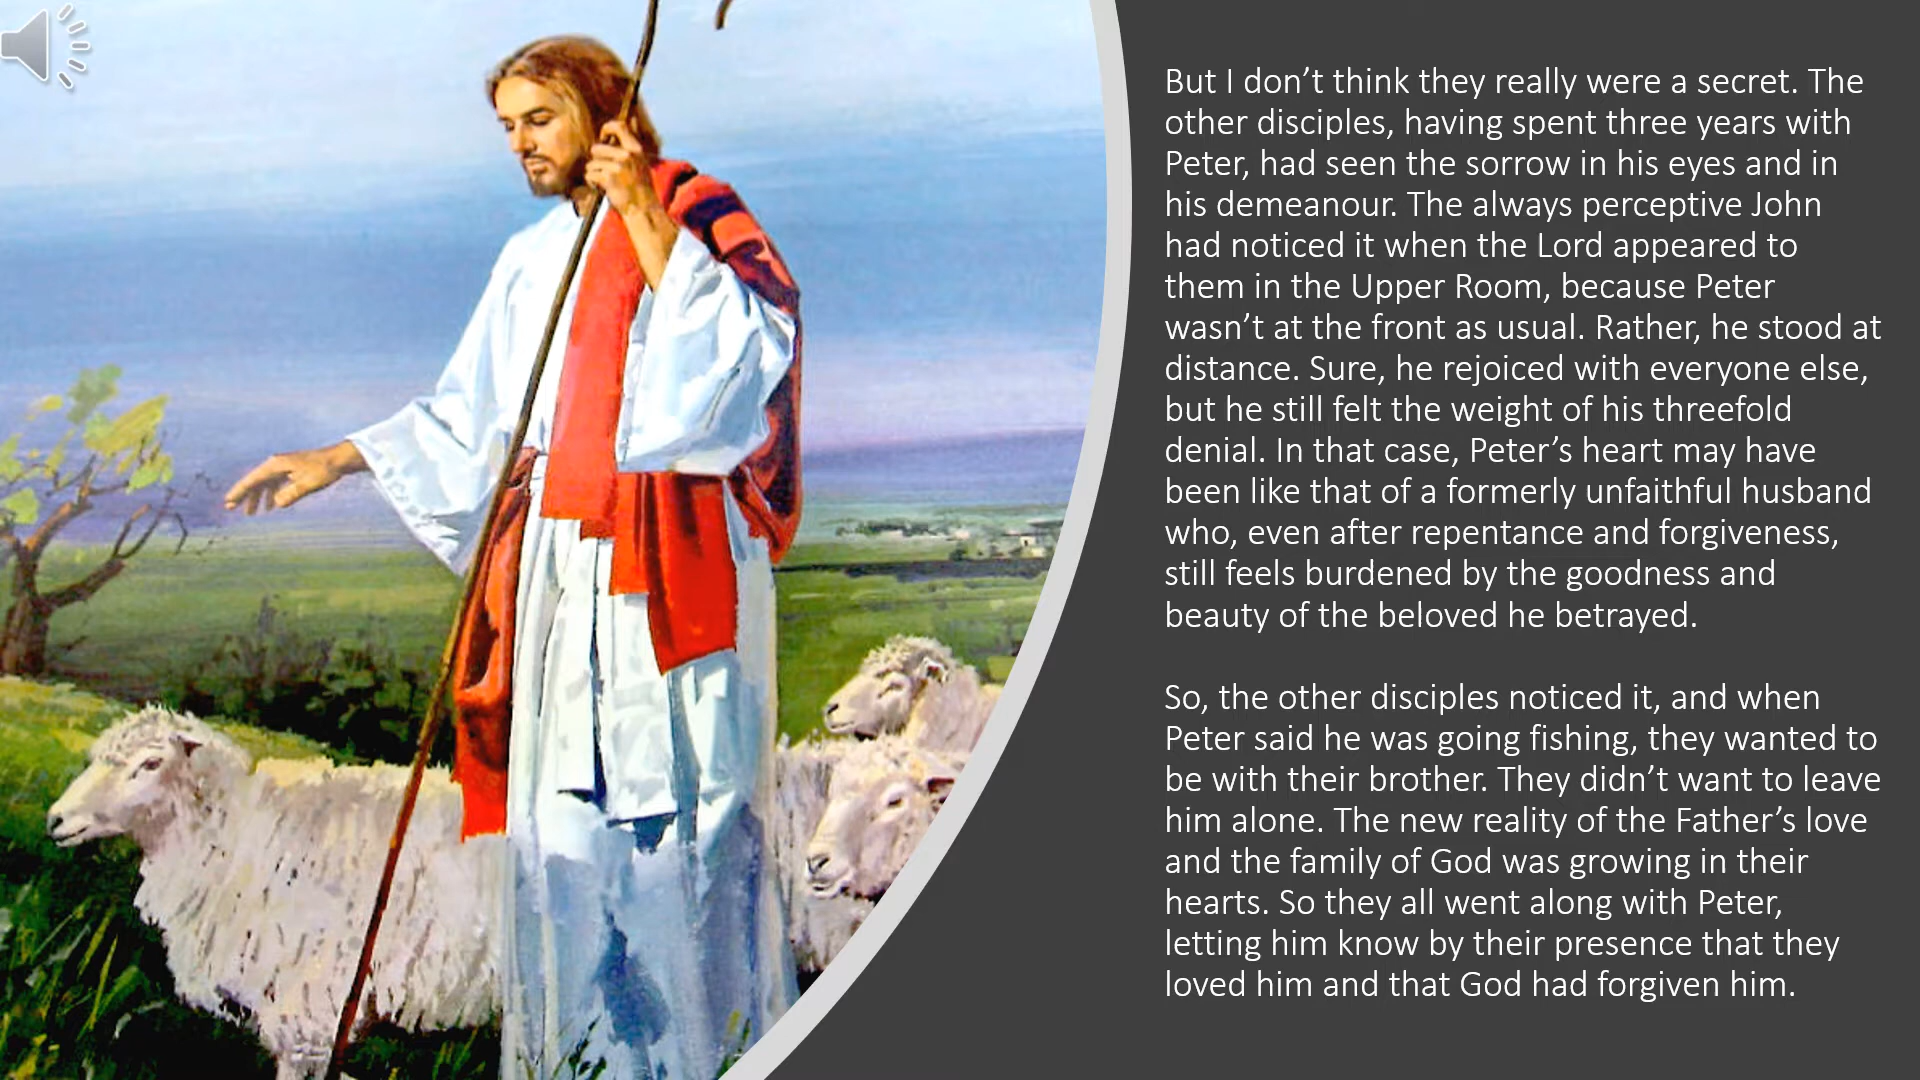 But I don’t think they really were a secret. The
other disciples, having spent three years with
Peter, had seen the sorrow in his eyes and in
his demeanour. The always perceptive John
had noticed it when the Lord appeared to
them in the Upper Room, because Peter
wasn’t at the front as usual. Rather, he stood at
distance. Sure, he rejoiced with everyone else,
but he still felt the weight of his threefold
denial. In that case, Peter’s heart may have
been like that of a formerly unfaithful husband
who, even after repentance and forgiveness,
still feels burdened by the goodness and
beauty of the beloved he betrayed.
So, the other disciples noticed it, and when
Peter said he was going fishing, they wanted to
be with their brother. They didn’t want to leave
him alone. The new reality of the Father’s love
and the family of God was growing in their
hearts. So they all went along with Peter,
letting him know by their presence that they
loved him and that God had forgiven him.